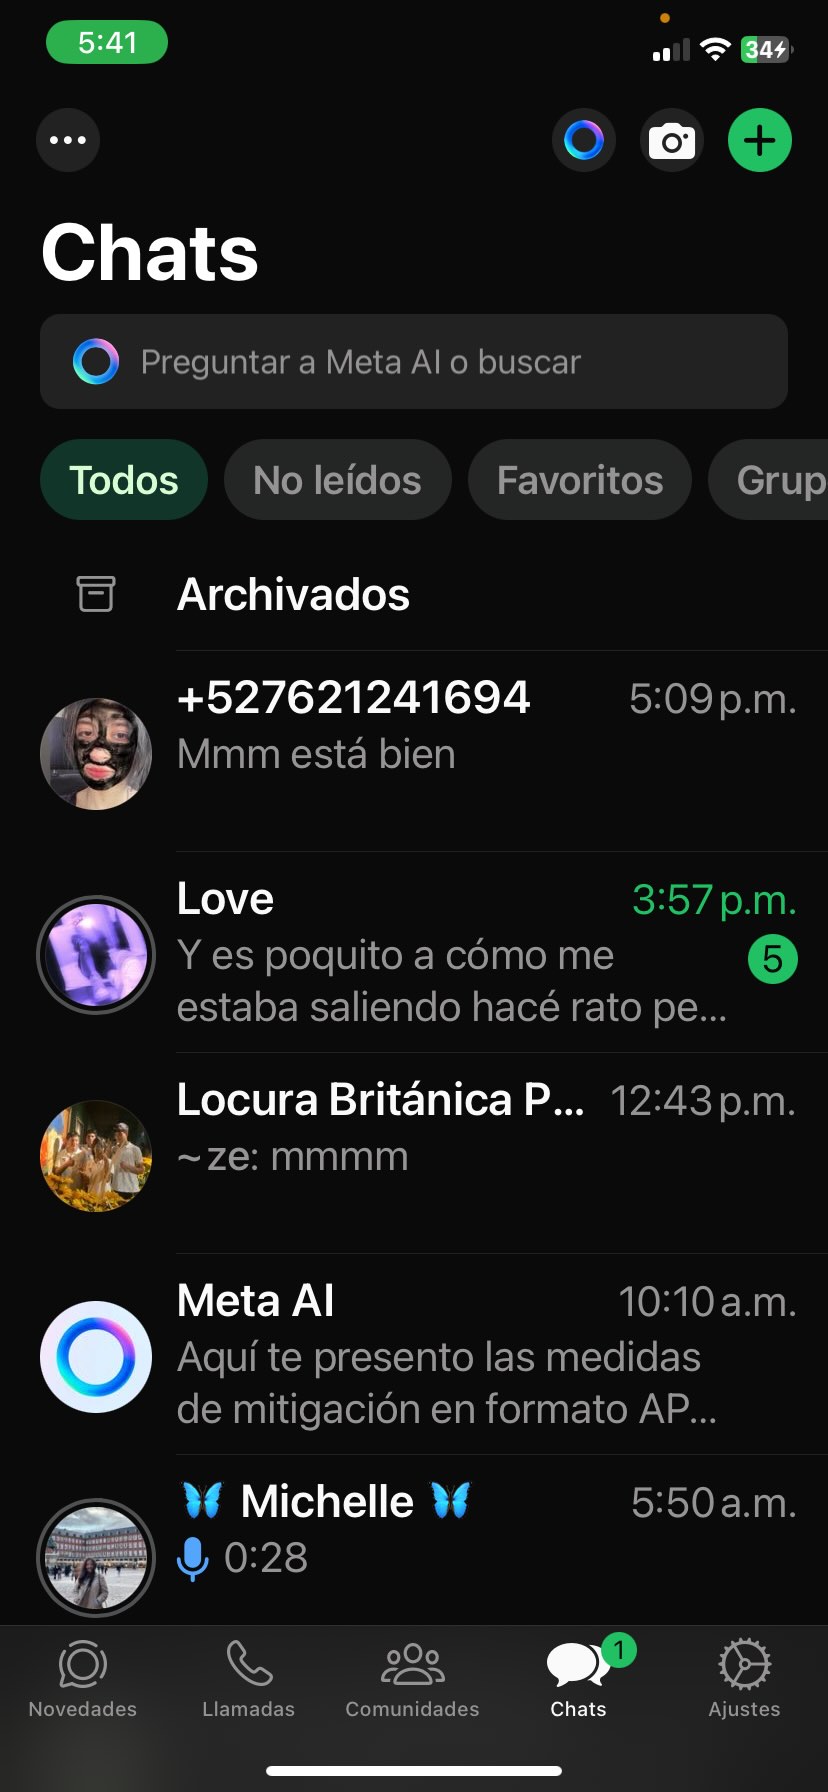 5:41
34
Chats
Preguntar a Meta AI o buscar
Todos No leídos Favoritos Grup
Archivados
+527621241694 5:09 p.m.
Mmm está bien
Love 3:57 p.m.
Y es poquito a cómo me 5
estaba saliendo hacé rato pe...
Locura Británica P... 12:43 p.m.
~ ze: mmmm
Meta AI 10:10 a.m.
Aquí te presento las medidas
de mitigación en formato AP...
🦋 Michelle 🦋 5:50 a.m.
0:28
1
Novedades Llamadas Comunidades Chats Ajustes